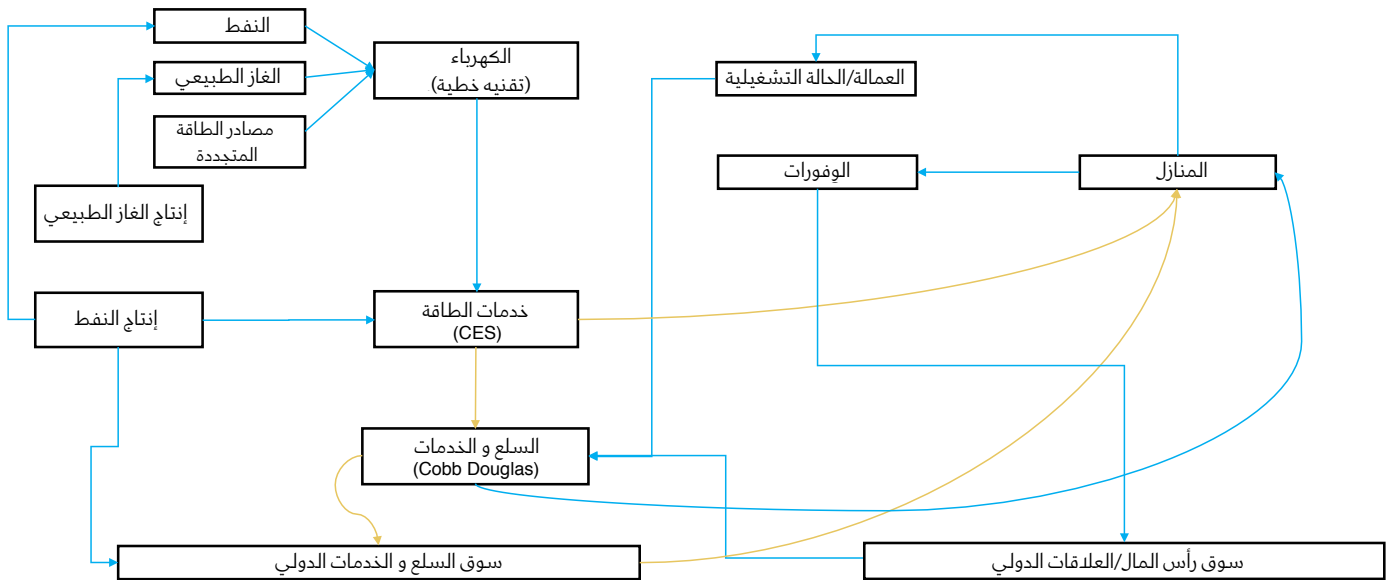 النفط
الكهرباء
(تقنيه خطية)
العمالة/الحالة التشغيلية
الغاز الطبيعي
مصادر الطاقة
المتجددة
الوفورات
المنازل
إنتاج الغاز الطبيعي
إنتاج النفط
خدمات الطاقة
(CES)
السلع و الخدمات
(Cobb Douglas)
سوق السلع و الخدمات الدولي
سوق رأس المال/العلاقات الدولي